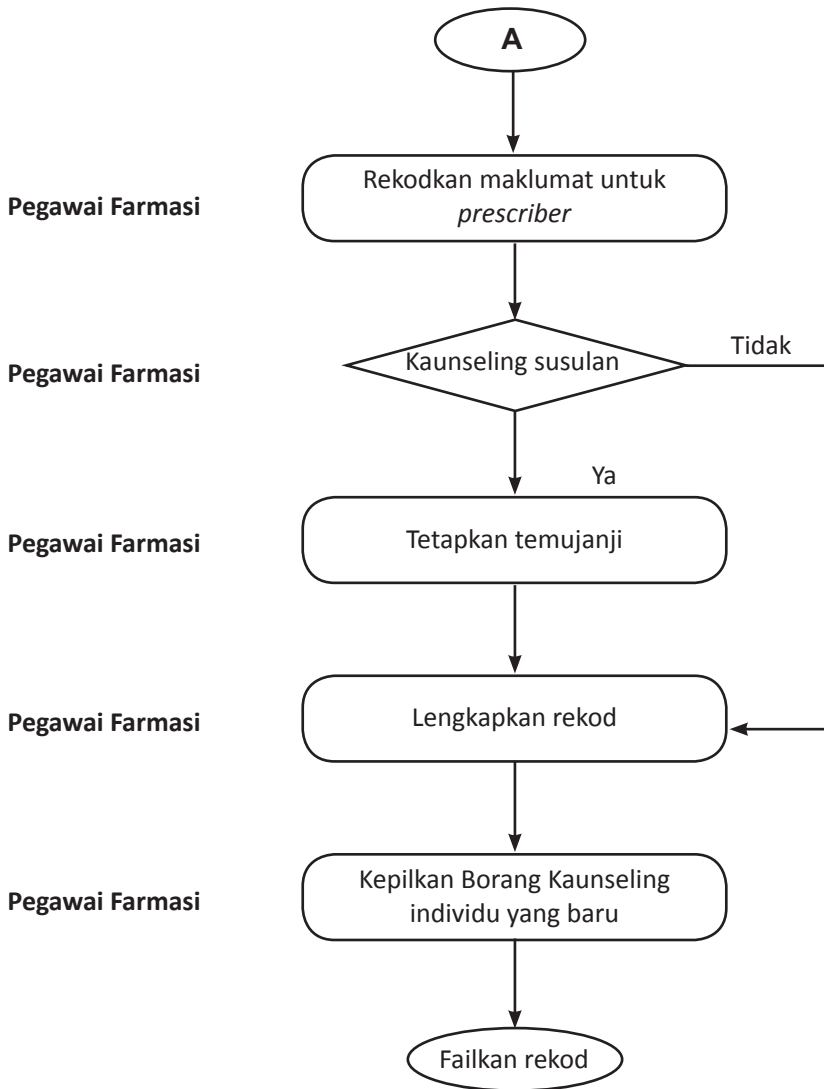 A
Pegawai Farmasi
Rekodkan maklumat untuk
prescriber
Pegawai Farmasi
Kaunseling susulan
Tidak
Ya
Pegawai Farmasi
Tetapkan temujanji
Pegawai Farmasi
Lengkapkan rekod
Pegawai Farmasi
Kepilkan Borang Kaunseling
individu yang baru
Failkan rekod